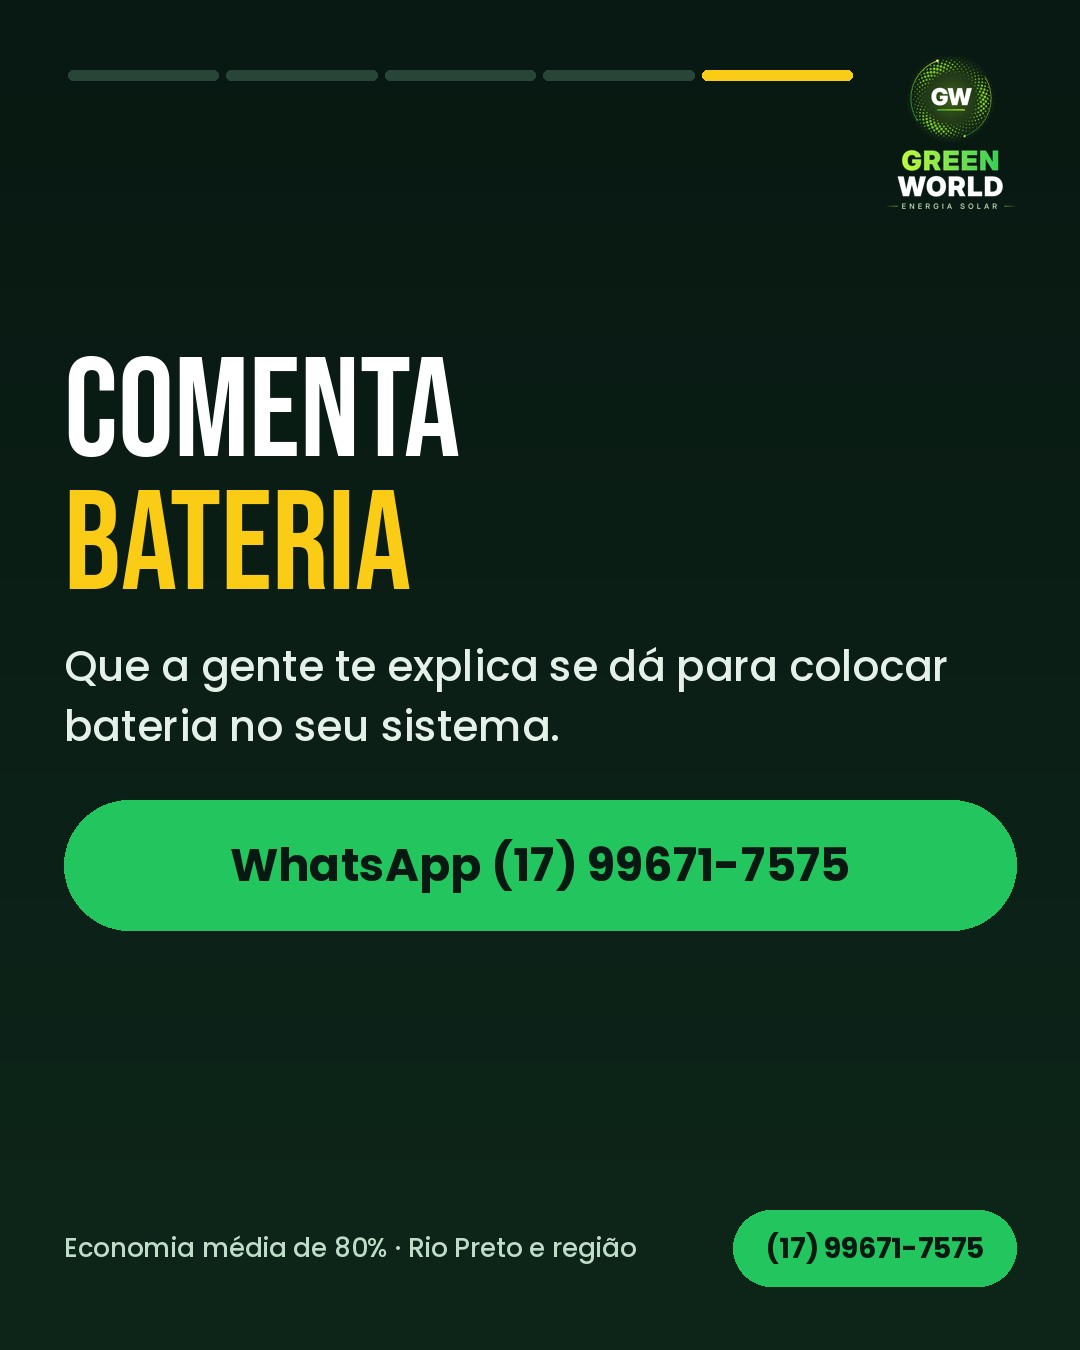 GW
GREEN
WORLD
ENERGIA SOLAR
COMENTA
BATERIA
Que a gente te explica se dá para colocar
bateria no seu sistema.
WhatsApp (17) 99671-7575
Economia média de 80% · Rio Preto e região
(17) 99671-7575